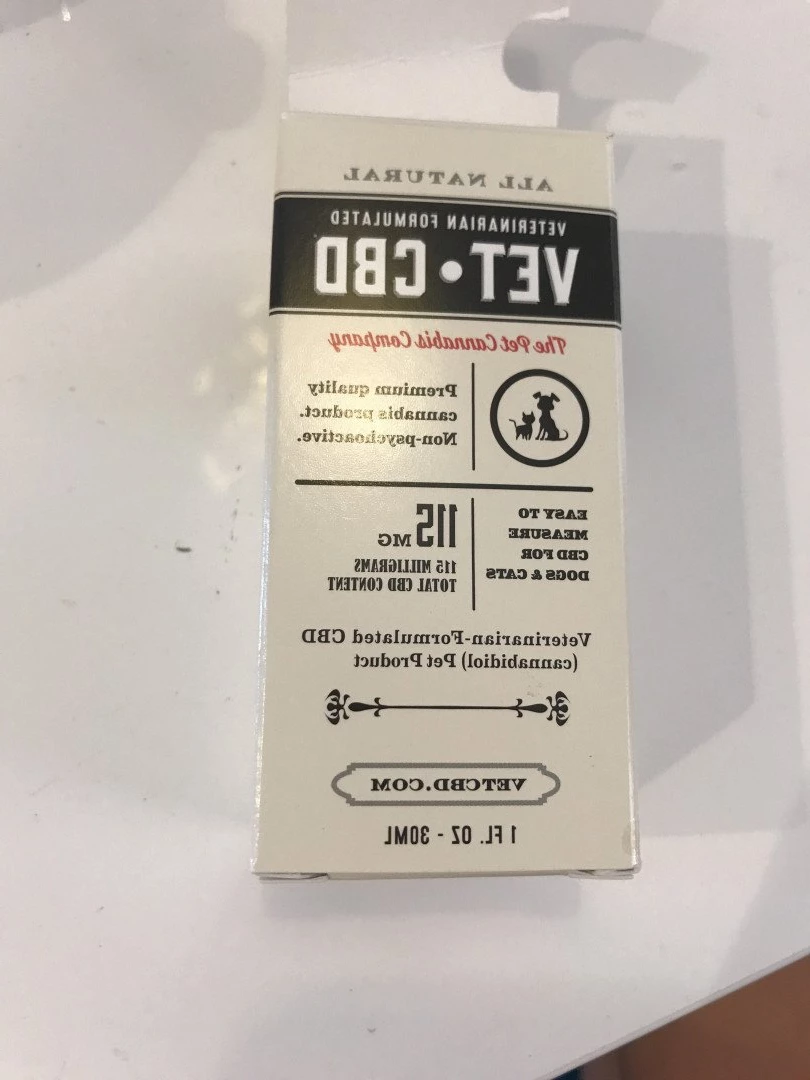 ALL NATURAL
VETERINARIAN FORMULATED
VET•CBD
The Pet Cannabis Company
Premium quality
cannabis product.
Non-psychoactive.
EASY TO
MEASURE
CBD FOR
DOGS & CATS
115 MG
115 MILLIGRAMS
TOTAL CBD CONTENT
Veterinarian-Formulated CBD
(cannabidiol) Pet Product
VETCBD.COM
1 FL. OZ - 30ML